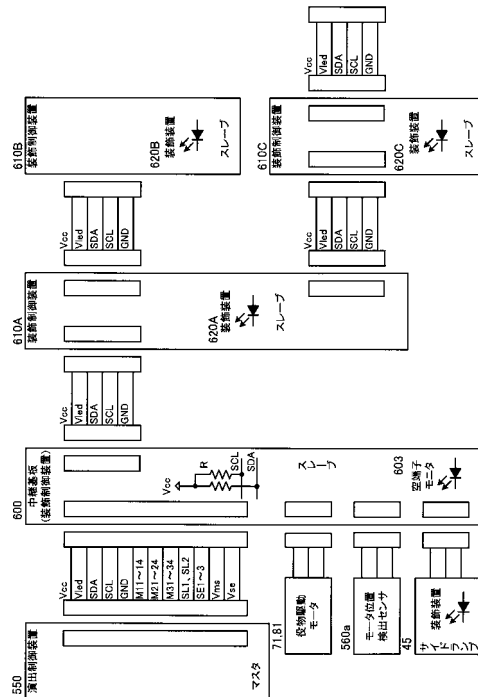 550
演出制御装置
マスタ
Vcc
Vled
SDA
SCL
GND
M11～14
M21～24
M31～34
SL1、SL2
SE1～3
Vms
Vse
71,81
役物駆動
モータ
560a
モータ位置
検出センサ
45
装飾装置
サイドランプ
600
中継基板
(装飾制御装置)
Vcc
R
SCL
SDA
スレーブ
603
空端子
モニタ
Vcc
Vled
SDA
SCL
GND
610A
装飾制御装置
620A
装飾装置
スレーブ
Vcc
Vled
SDA
SCL
GND
Vcc
Vled
SDA
SCL
GND
610B
装飾制御装置
620B
装飾装置
スレーブ
610C
装飾制御装置
620C
装飾装置
スレーブ
Vcc
Vled
SDA
SCL
GND